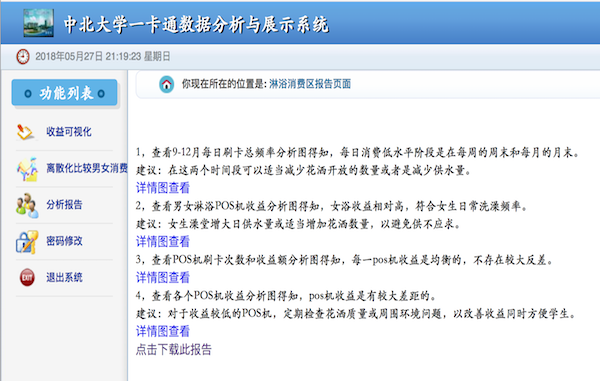 中北大学一卡通数据分析与展示系统
2018年05月27日 21:19:23 星期日
功能列表
你现在所在的位置是: 淋浴消费区报告页面
收益可视化
离散化比较男女消费
分析报告
密码修改
EXIT
退出系统
1，查看9-12月每日刷卡总频率分析图得知，每日消费低水平阶段是在每周的周末和每月的月末。
建议：在这两个时间段可以适当减少花洒开放的数量或者是减少供水量。
详情图查看
2，查看男女淋浴POS机收益分析图得知，女浴收益相对高，符合女生日常洗澡频率。
建议：女生澡堂增大日供水量或适当增加花洒数量，以避免供不应求。
详情图查看
3，查看POS机刷卡次数和收益额分析图得知，每一pos机收益是均衡的，不存在较大反差。
详情图查看
4，查看各个POS机收益分析图得知，pos机收益是有较大差距的。
建议：对于收益较低的POS机，定期检查花洒质量或周围环境问题，以改善收益同时方便学生。
详情图查看
点击下载此报告